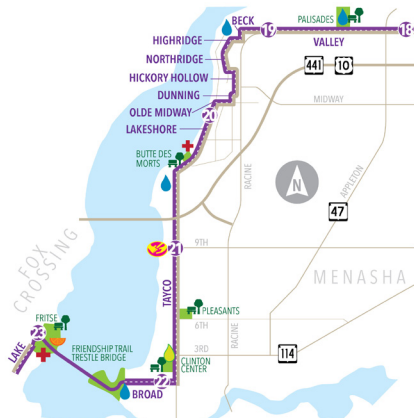 BECK
PALISADES
19
18
HIGHRIDGE
VALLEY
NORTHRIDGE
441
10
HICKORY HOLLOW
DUNNING
MIDWAY
OLDE MIDWAY
20
LAKESHORE
BUTTE DES
MORTS
RACINE
N
APPLETON
47
FOX
CROSSING
21
9TH
TAYCO
MENASHA
PLEASANTS
6TH
RACINE
FRITSE
23
LAKE
FRIENDSHIP TRAIL
TRESTLE BRIDGE
3RD
114
CLINTON
CENTER
22
BROAD